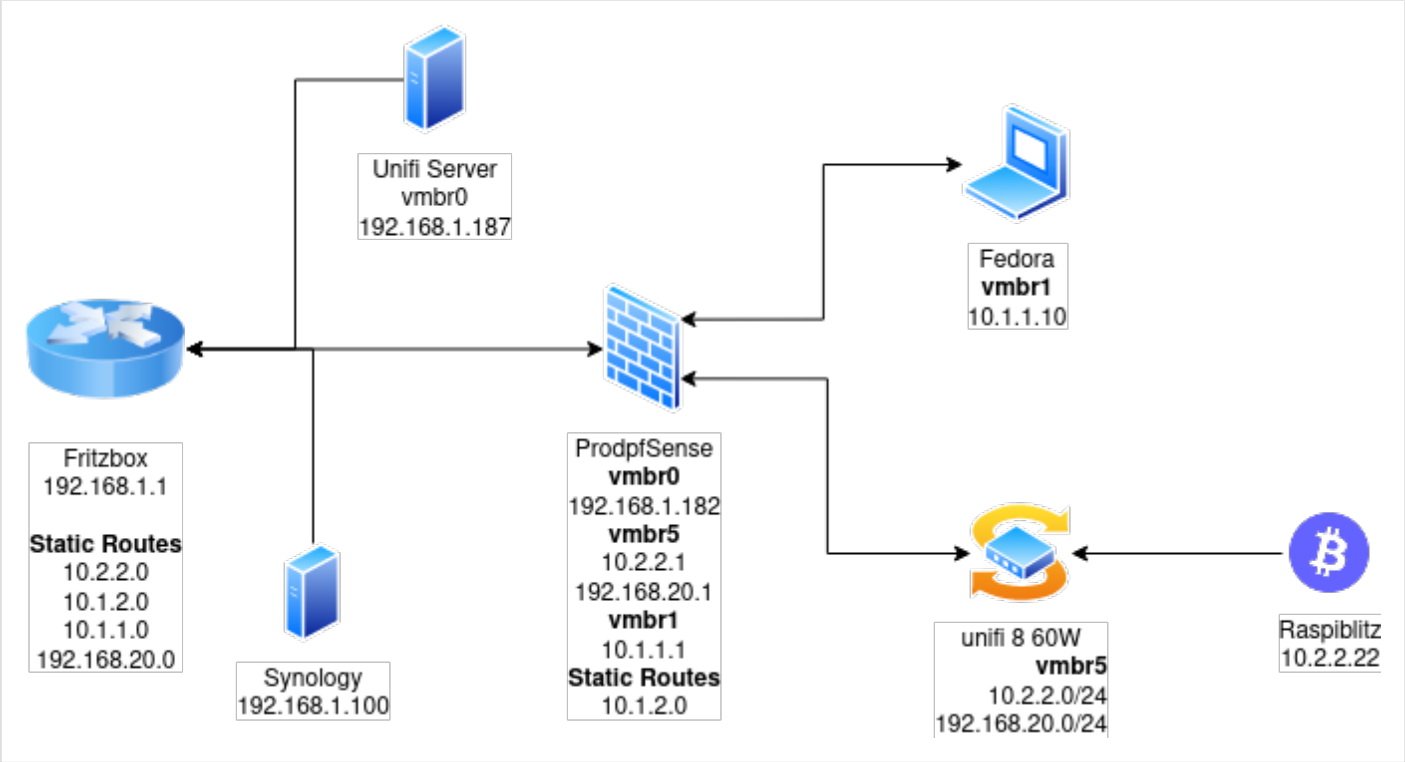 Unifi Server
vmbr0
192.168.1.187
Fedora
vmbr1
10.1.1.10
Fritzbox
192.168.1.1
Static Routes
10.2.2.0
10.1.2.0
10.1.1.0
192.168.20.0
Synology
192.168.1.100
ProdpfSense
vmbr0
192.168.1.182
vmbr5
10.2.2.1
192.168.20.1
vmbr1
10.1.1.1
Static Routes
10.1.2.0
unifi 8 60W
vmbr5
10.2.2.0/24
192.168.20.0/24
Raspiblitz
10.2.2.22